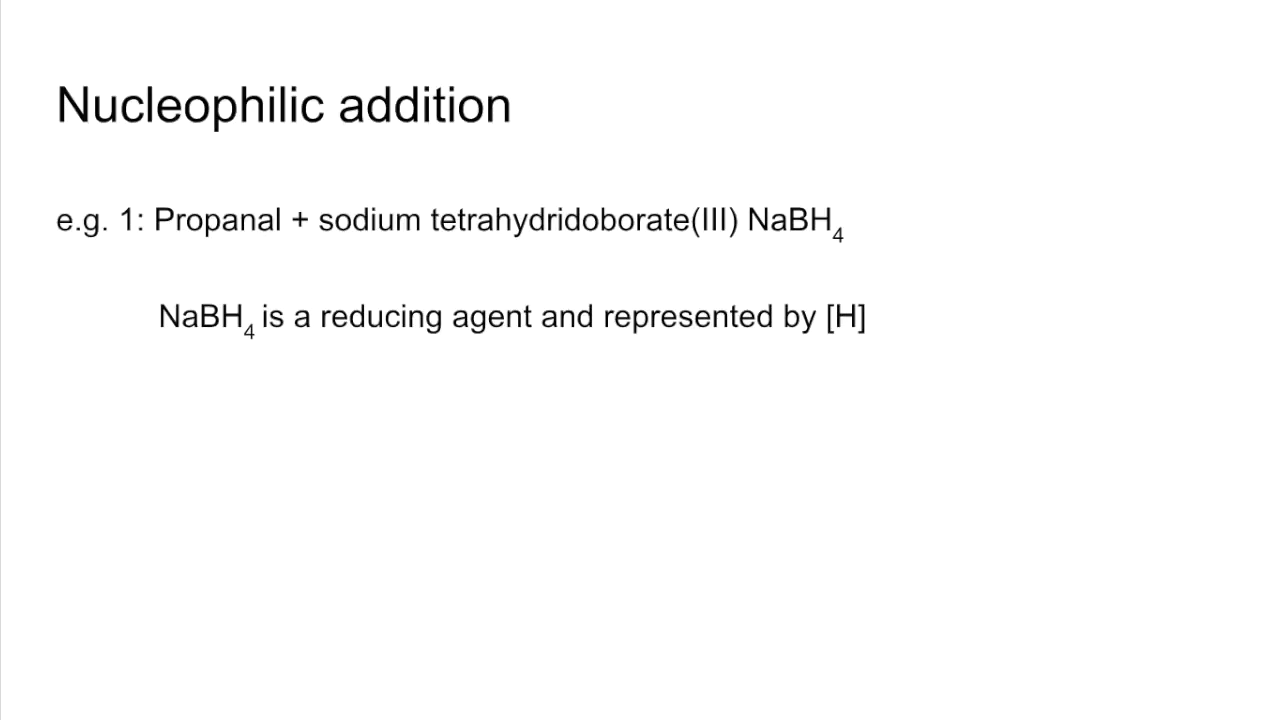 Nucleophilic addition
e.g. 1: Propanal + sodium tetrahydridoborate(III) NaBH₄
NaBH₄ is a reducing agent and represented by [H]